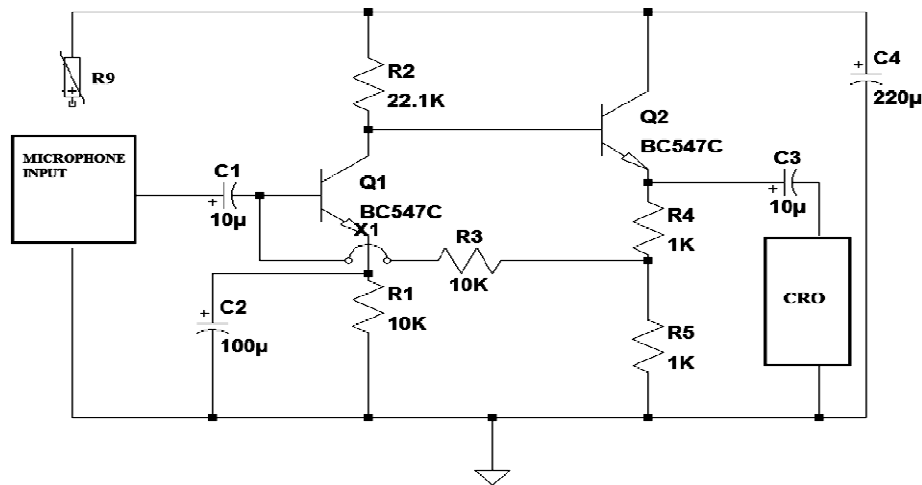 R9
R2
22.1K
C4
+
220µ
Q2
BC547C
MICROPHONE
INPUT
C1
+
10µ
Q1
BC547C
X1
C3
+
10µ
R4
1K
R3
10K
C2
+
100µ
R1
10K
R5
1K
CRO